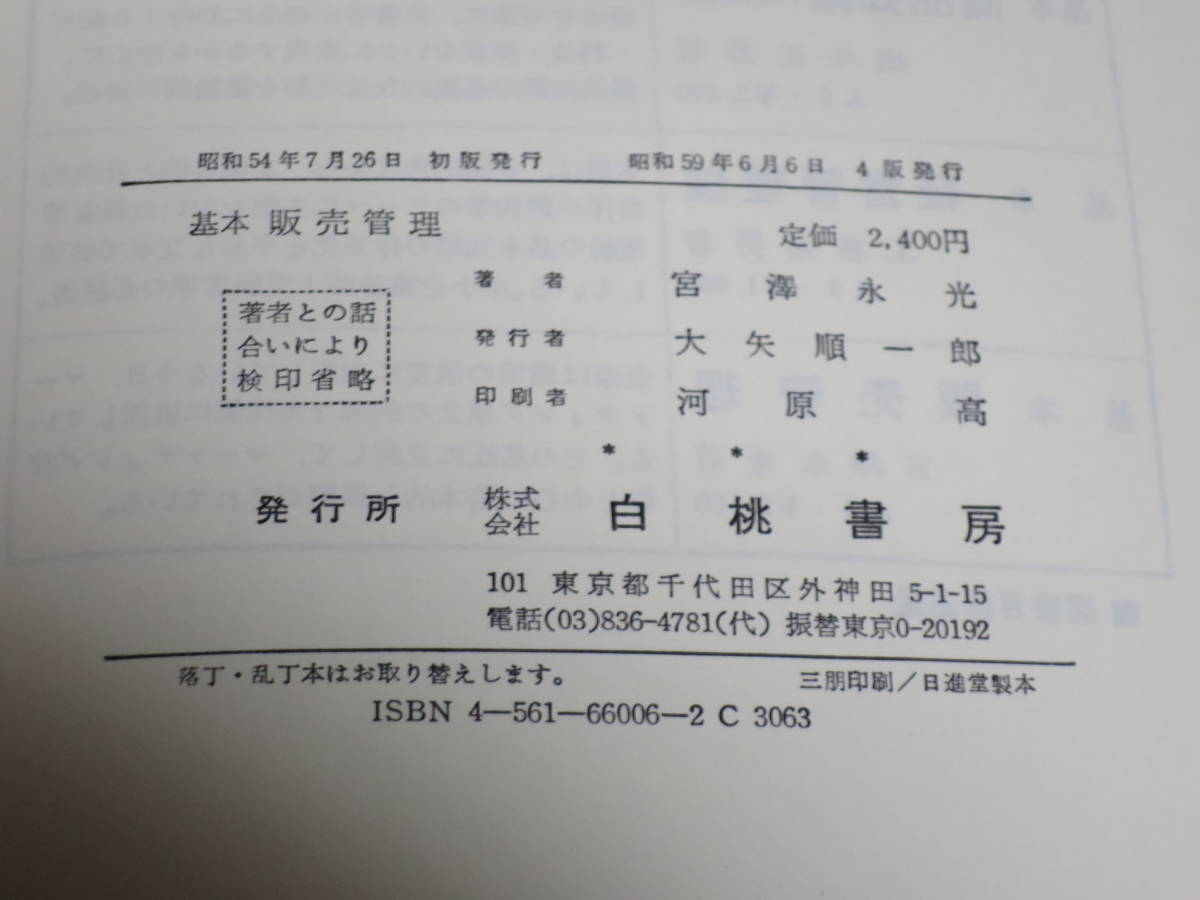 昭和54年7月26日 初版発行 昭和59年6月6日 4版発行
基本 販売管理
定価 2,400円
著者との話
合いにより
検印省略
著者 宮澤永光
発行者 大矢順一郎
印刷者 河原高
* * *
発行所 株式会社 白桃書房
101 東京都千代田区外神田5-1-15
電話(03)836-4781(代) 振替東京0-20192
落丁・乱丁本はお取り替えします。 三朋印刷/日進堂製本
ISBN 4-561-66006-2 C 3063